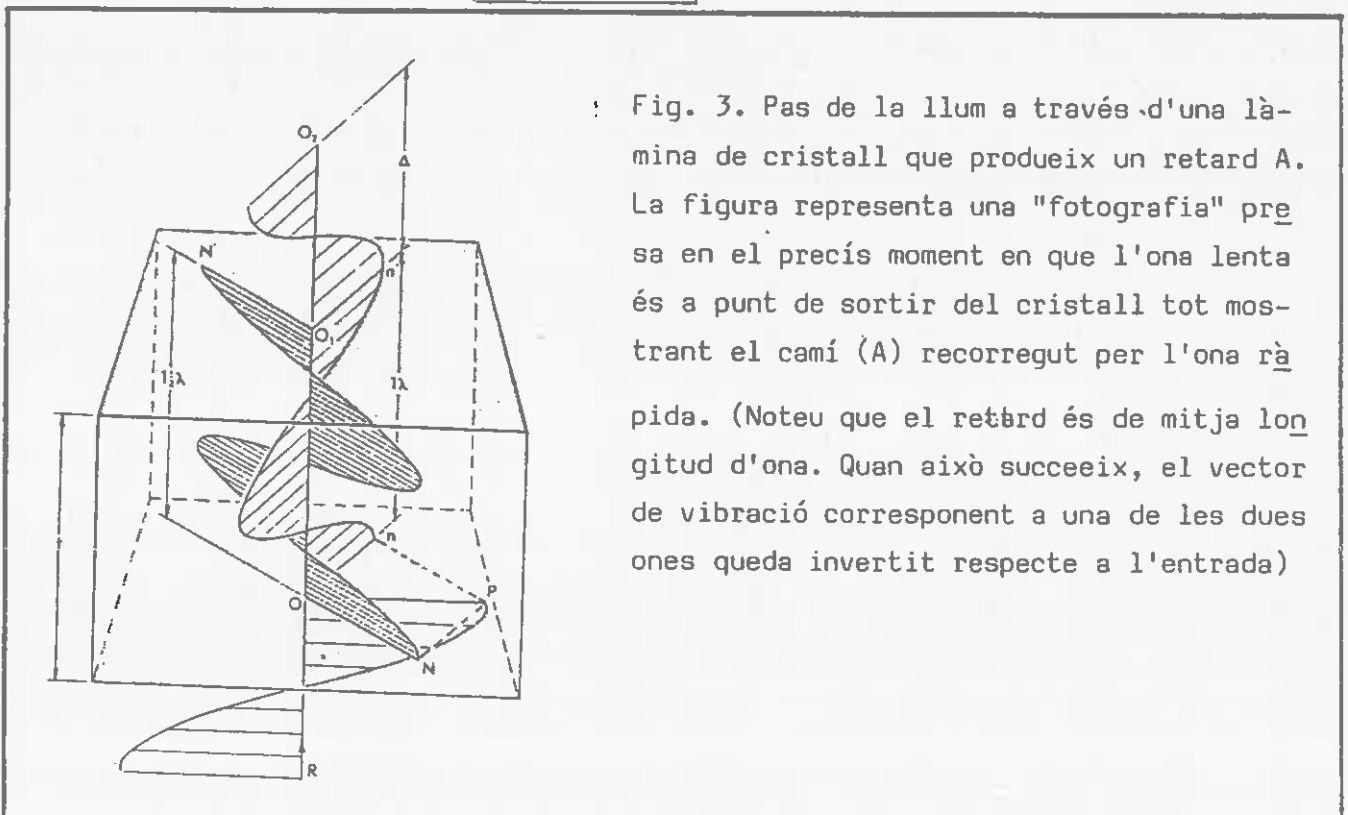 O₂
Δ
N'
n'
O₁
1½λ
1λ
t
n
O
P
N
R
Fig. 3. Pas de la llum a través d'una là-
mina de cristall que produeix un retard A.
La figura representa una "fotografia" pre
sa en el precís moment en que l'ona lenta
és a punt de sortir del cristall tot mos-
trant el camí (A) recorregut per l'ona rà
pida. (Noteu que el retard és de mitja lon
gitud d'ona. Quan això succeeix, el vector
de vibració corresponent a una de les dues
ones queda invertit respecte a l'entrada)